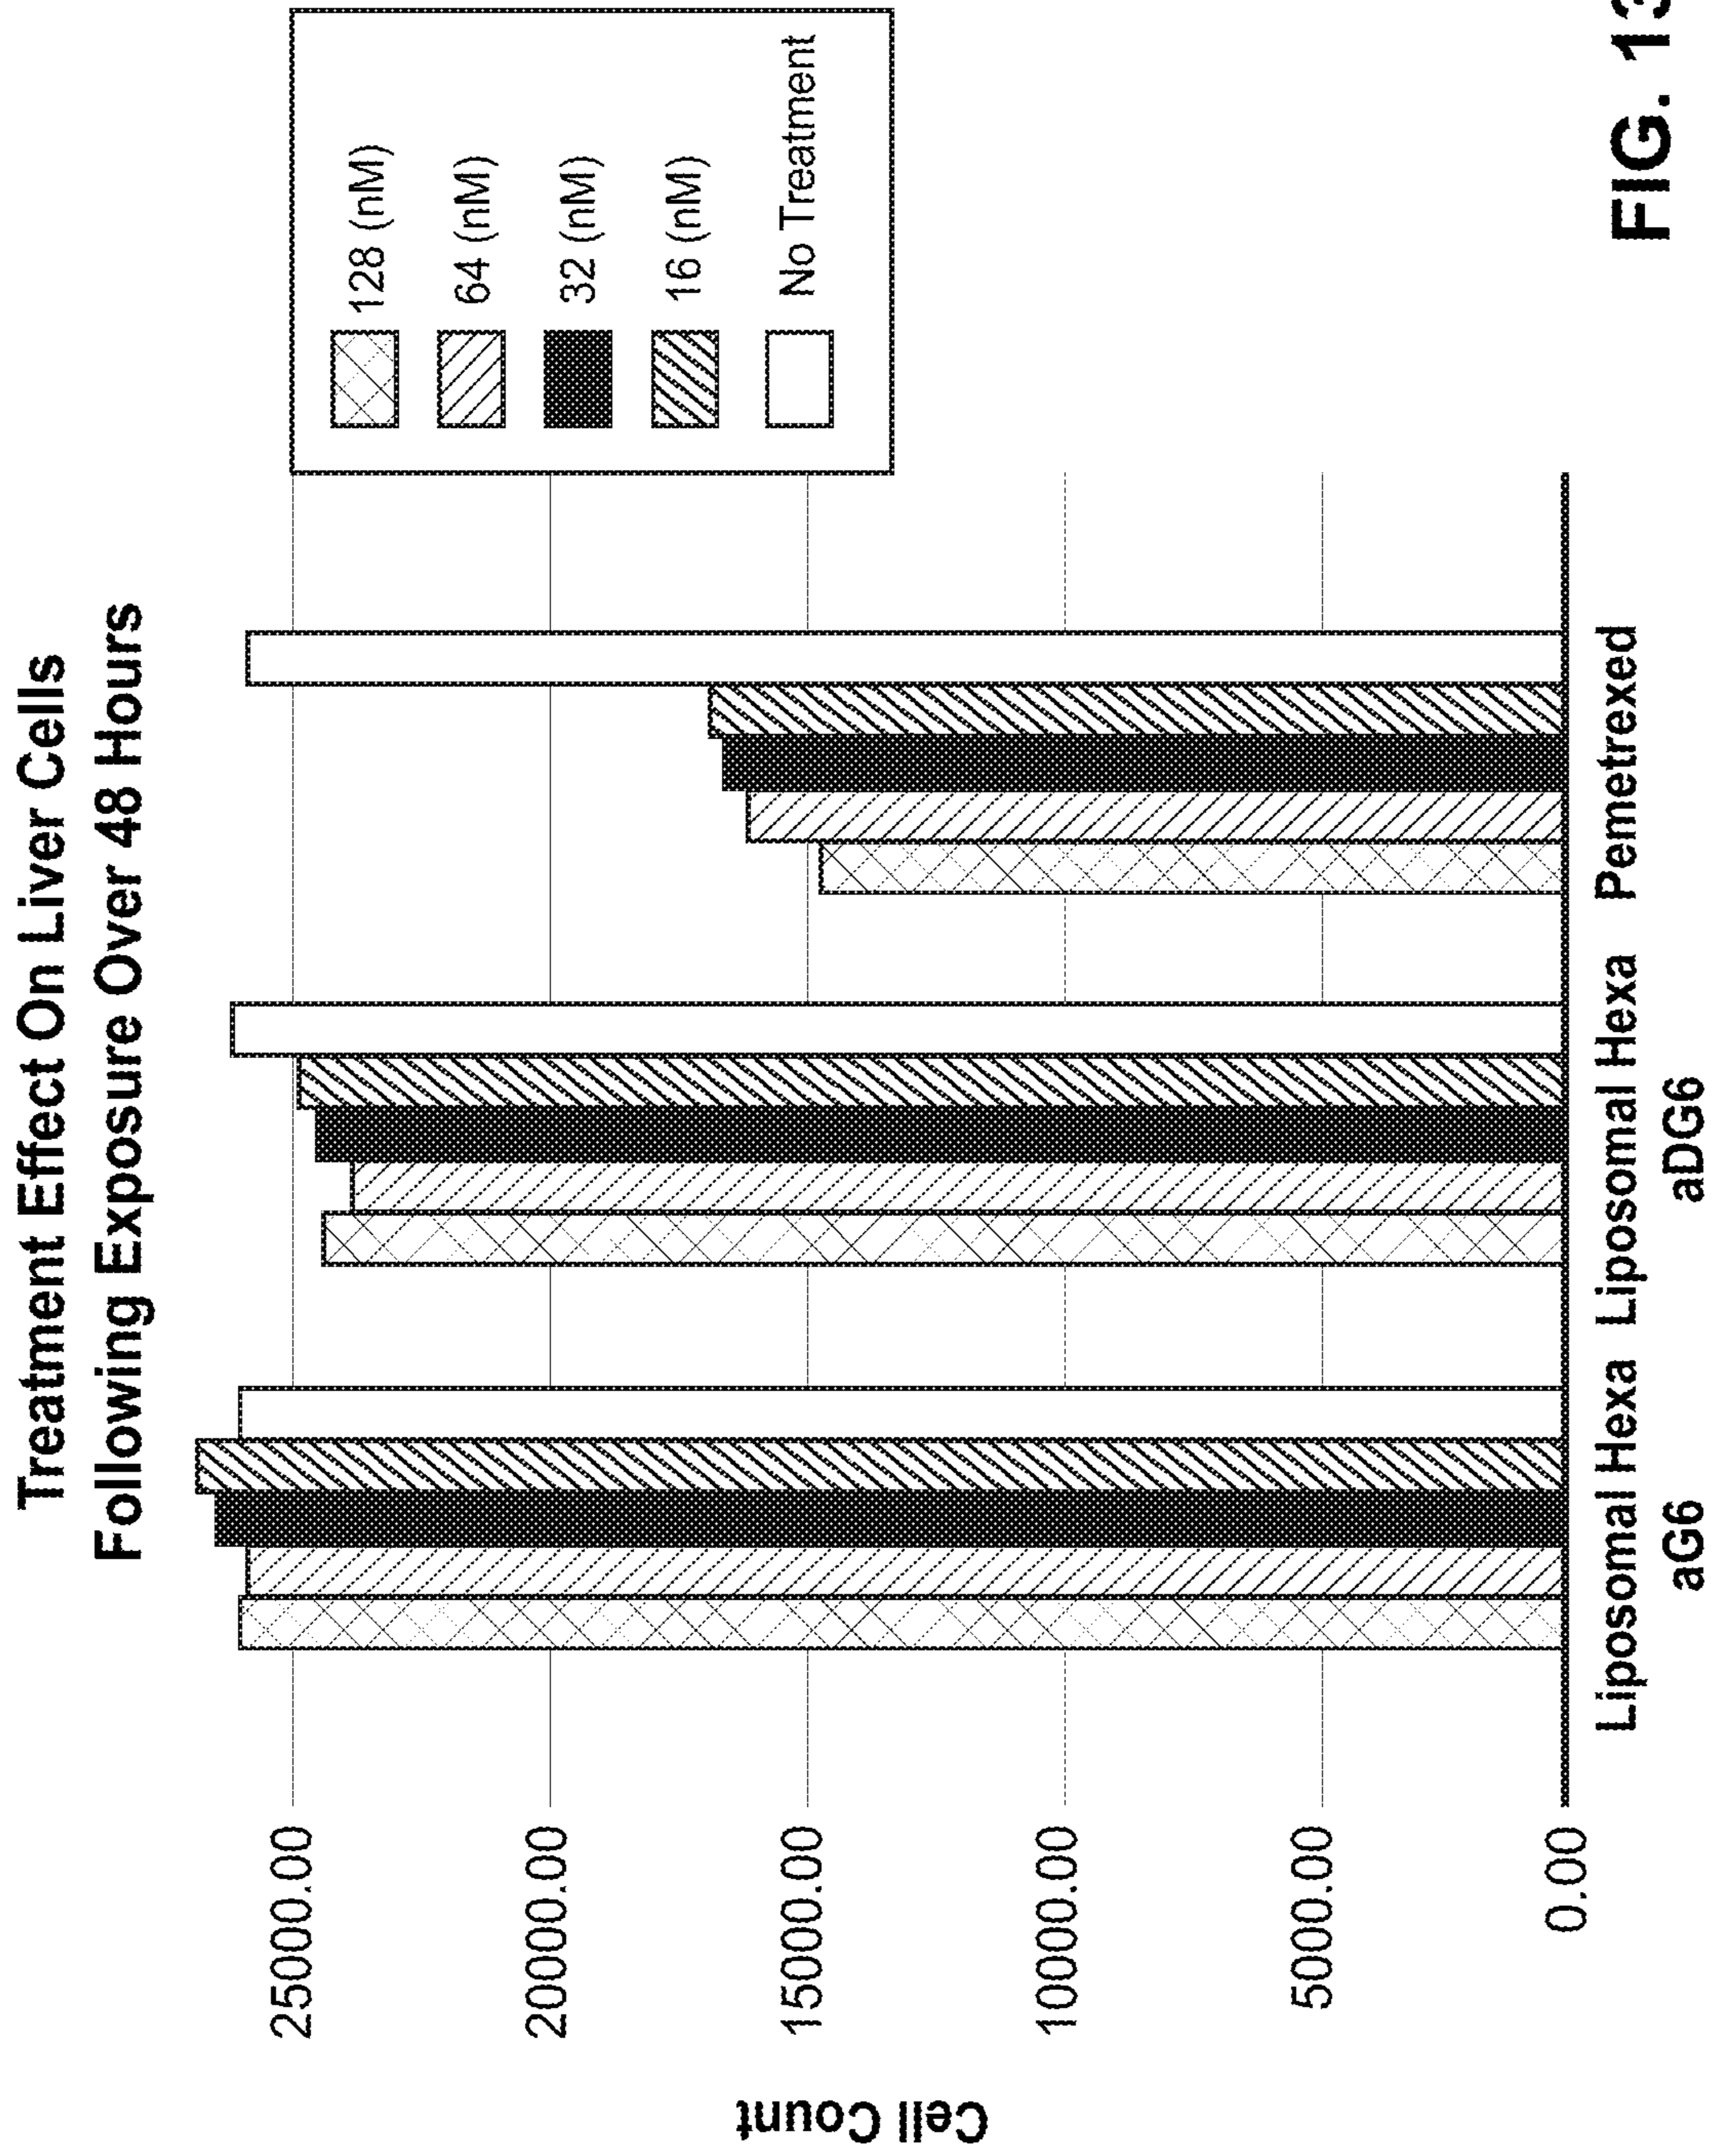 Treatment Effect On Liver Cells
Following Exposure Over 48 Hours
Cell Count
25000.00
20000.00
15000.00
10000.00
5000.00
0.00
128 (nM)
64 (nM)
32 (nM)
16 (nM)
No Treatment
Liposomal Hexa Liposomal Hexa Pemetrexed
aG6 aDG6
FIG. 13